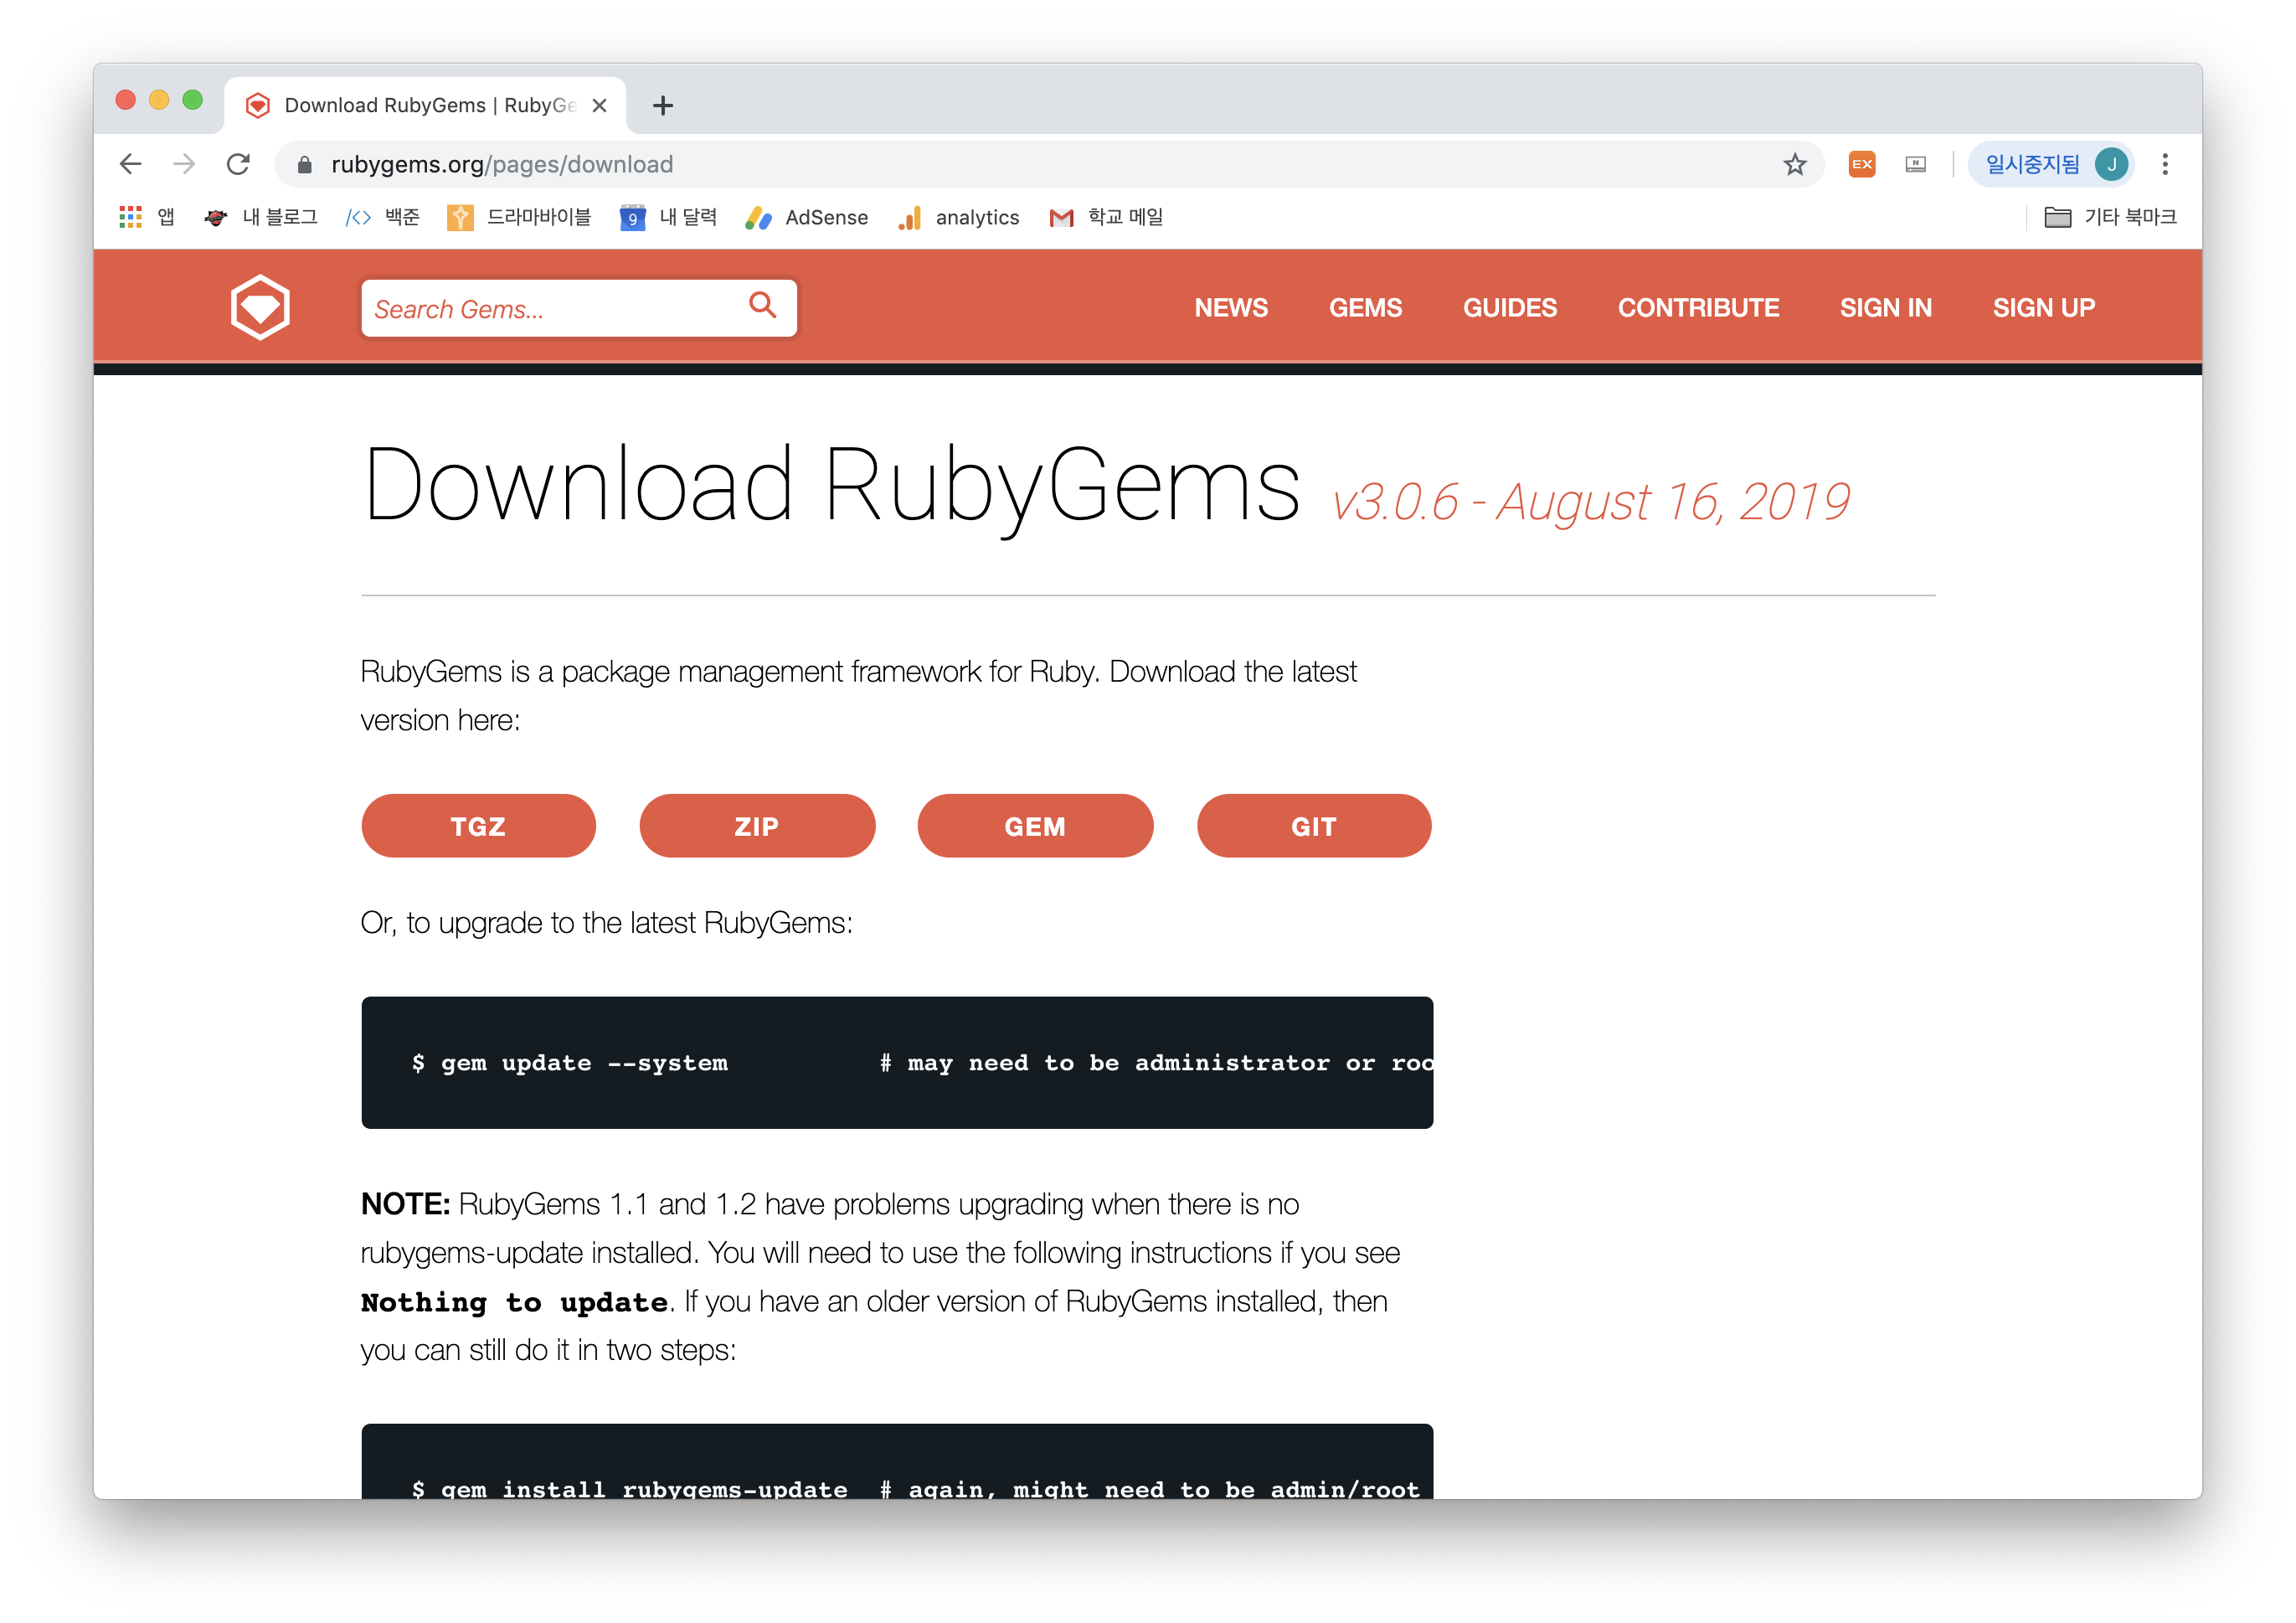 Download RubyGems | RubyGe
rubygems.org/pages/download
EX
N
일시중지됨
J
앱
내 블로그
백준
드라마바이블
9
내 달력
AdSense
analytics
학교 메일
기타 북마크
Search Gems...
NEWS
GEMS
GUIDES
CONTRIBUTE
SIGN IN
SIGN UP
Download RubyGems v3.0.6 - August 16, 2019
RubyGems is a package management framework for Ruby. Download the latest
version here:
TGZ
ZIP
GEM
GIT
Or, to upgrade to the latest RubyGems:
$ gem update --system # may need to be administrator or roo
NOTE: RubyGems 1.1 and 1.2 have problems upgrading when there is no
rubygems-update installed. You will need to use the following instructions if you see
Nothing to update. If you have an older version of RubyGems installed, then
you can still do it in two steps:
$ gem install rubygems-update # again, might need to be admin/root